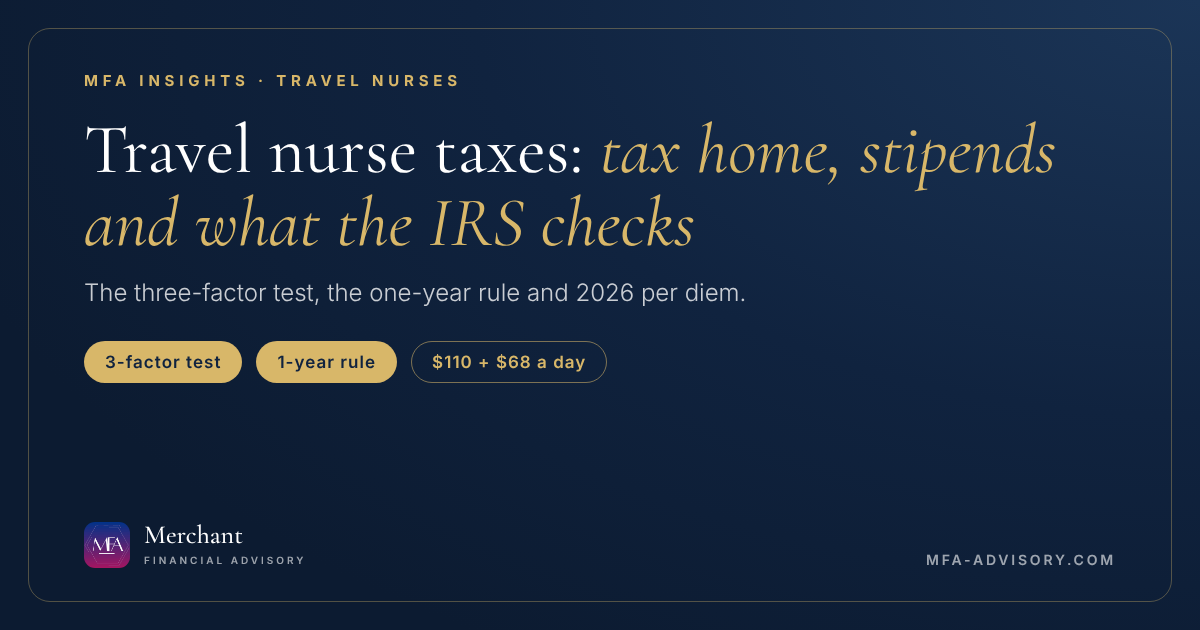 MFA INSIGHTS · TRAVEL NURSES
Travel nurse taxes: tax home, stipends
and what the IRS checks
The three-factor test, the one-year rule and 2026 per diem.
3-factor test
1-year rule
$110 + $68 a day
MFA
Merchant
FINANCIAL ADVISORY
MFA-ADVISORY.COM